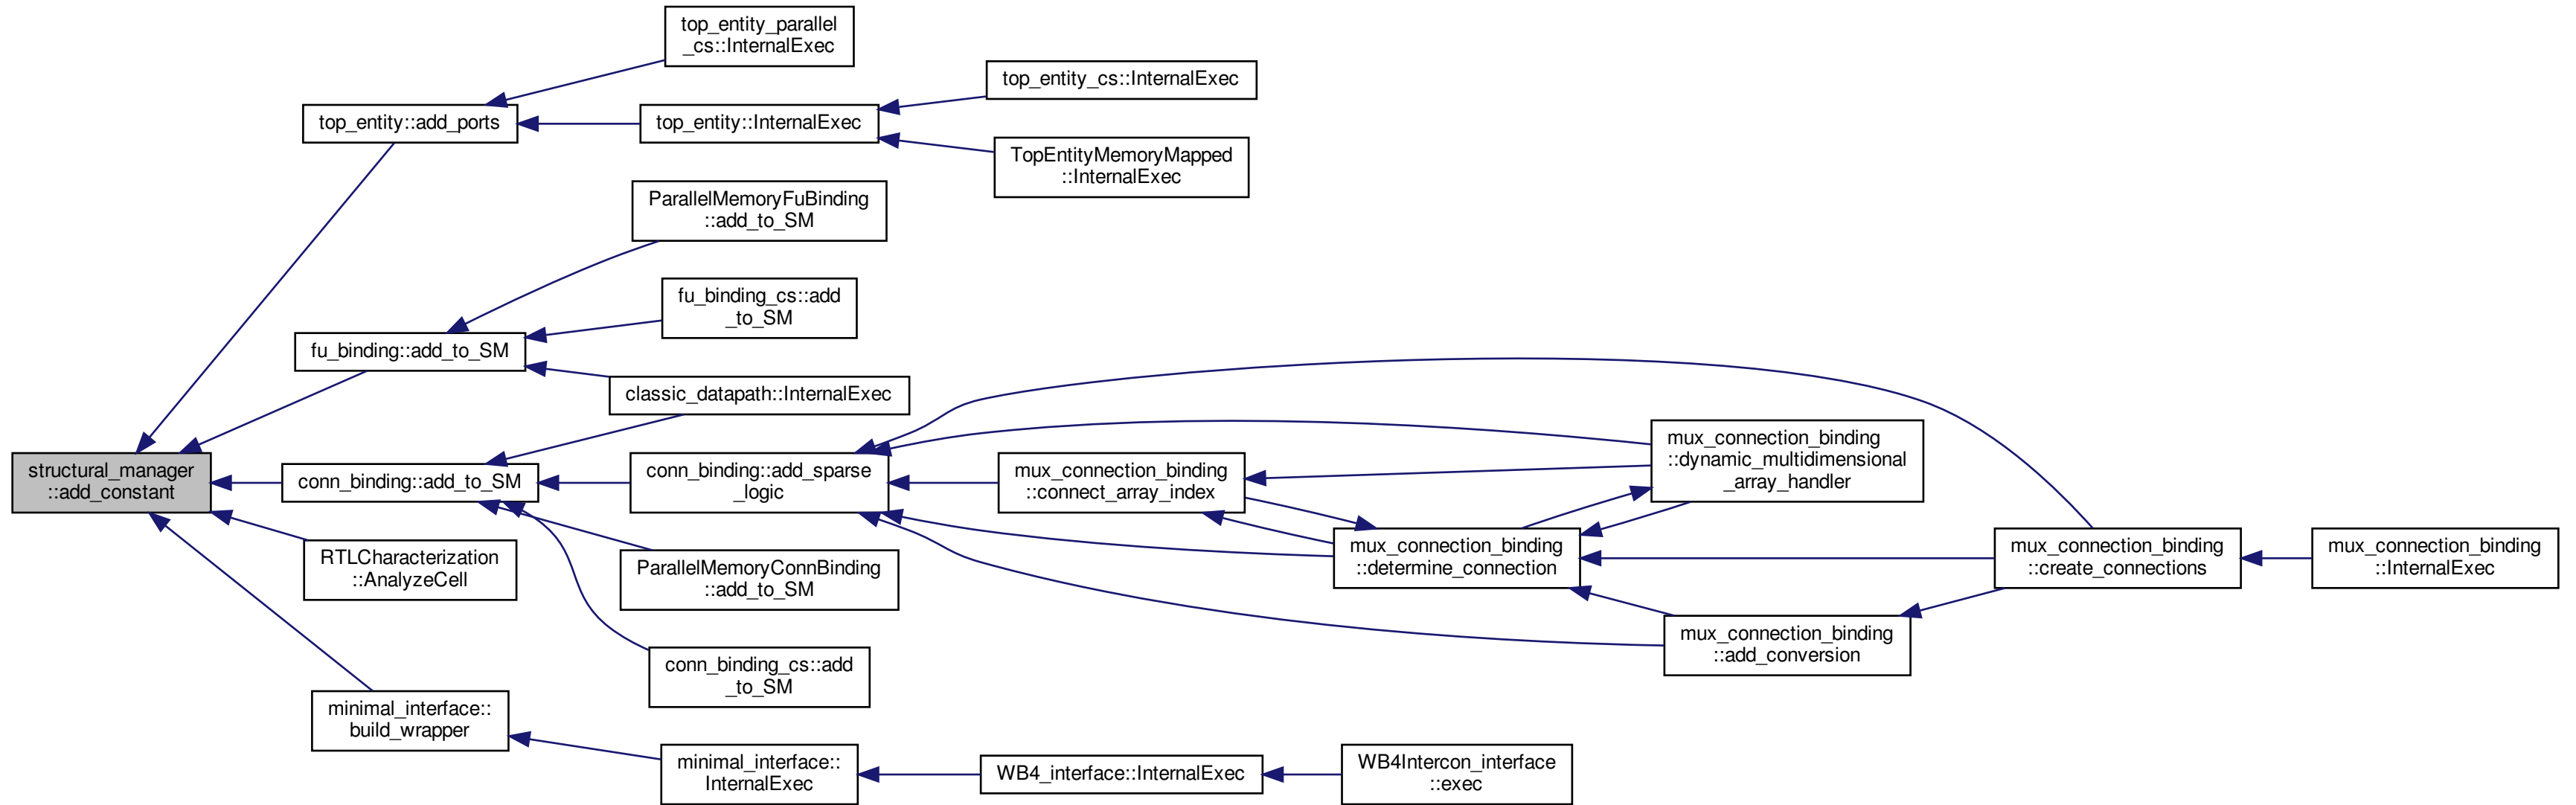 top_entity_parallel
_cs::InternalExec
top_entity_cs::InternalExec
top_entity::add_ports
top_entity::InternalExec
TopEntityMemoryMapped
::InternalExec
ParallelMemoryFuBinding
::add_to_SM
fu_binding_cs::add
_to_SM
fu_binding::add_to_SM
classic_datapath::InternalExec
structural_manager
::add_constant
conn_binding::add_to_SM
conn_binding::add_sparse
_logic
mux_connection_binding
::connect_array_index
mux_connection_binding
::dynamic_multidimensional
_array_handler
RTLCharacterization
::AnalyzeCell
ParallelMemoryConnBinding
::add_to_SM
mux_connection_binding
::determine_connection
mux_connection_binding
::create_connections
mux_connection_binding
::InternalExec
mux_connection_binding
::add_conversion
conn_binding_cs::add
_to_SM
minimal_interface::
build_wrapper
minimal_interface::
InternalExec
WB4_interface::InternalExec
WB4Intercon_interface
::exec